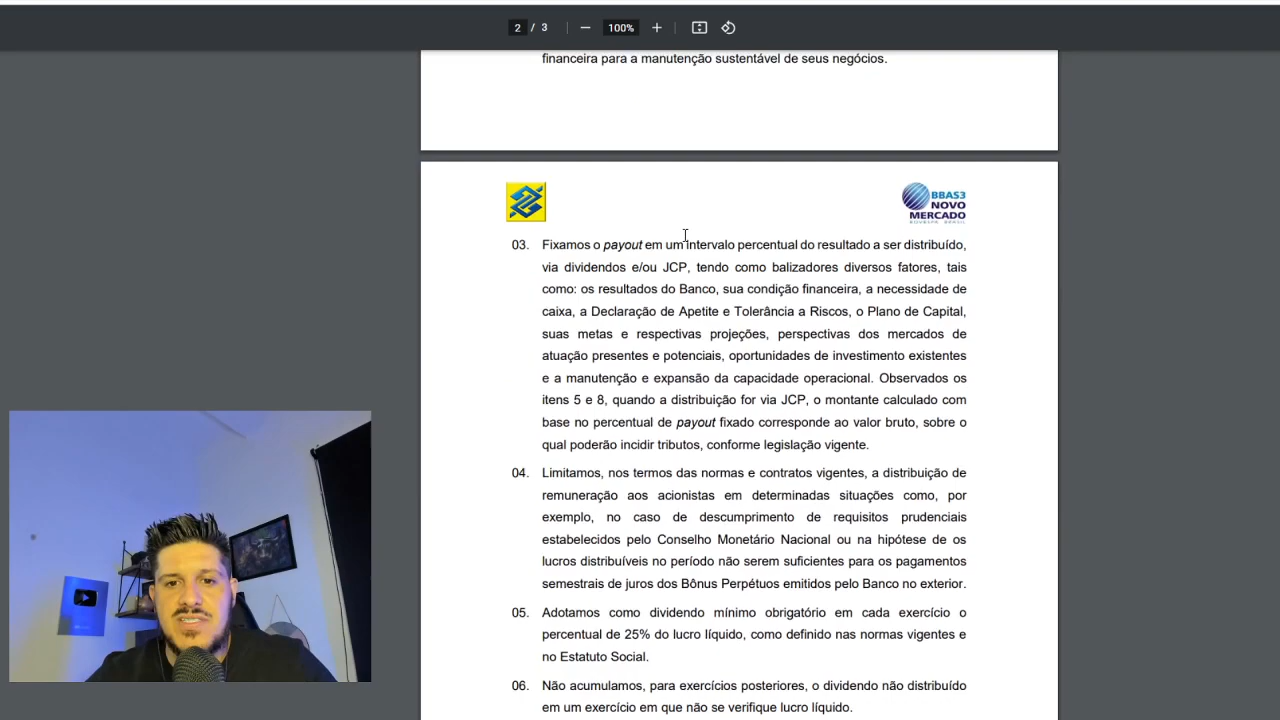 2 / 3
100%
financeira para a manutenção sustentável de seus negócios.
BBAS3
NOVO
MERCADO
BOVESPA BRASIL
03. Fixamos o payout em um intervalo percentual do resultado a ser distribuído,
via dividendos e/ou JCP, tendo como balizadores diversos fatores, tais
como: os resultados do Banco, sua condição financeira, a necessidade de
caixa, a Declaração de Apetite e Tolerância a Riscos, o Plano de Capital,
suas metas e respectivas projeções, perspectivas dos mercados de
atuação presentes e potenciais, oportunidades de investimento existentes
e a manutenção e expansão da capacidade operacional. Observados os
itens 5 e 8, quando a distribuição for via JCP, o montante calculado com
base no percentual de payout fixado corresponde ao valor bruto, sobre o
qual poderão incidir tributos, conforme legislação vigente.
04. Limitamos, nos termos das normas e contratos vigentes, a distribuição de
remuneração aos acionistas em determinadas situações como, por
exemplo, no caso de descumprimento de requisitos prudenciais
estabelecidos pelo Conselho Monetário Nacional ou na hipótese de os
lucros distribuíveis no período não serem suficientes para os pagamentos
semestrais de juros dos Bônus Perpétuos emitidos pelo Banco no exterior.
05. Adotamos como dividendo mínimo obrigatório em cada exercício o
percentual de 25% do lucro líquido, como definido nas normas vigentes e
no Estatuto Social.
06. Não acumulamos, para exercícios posteriores, o dividendo não distribuído
em um exercício em que não se verifique lucro líquido.